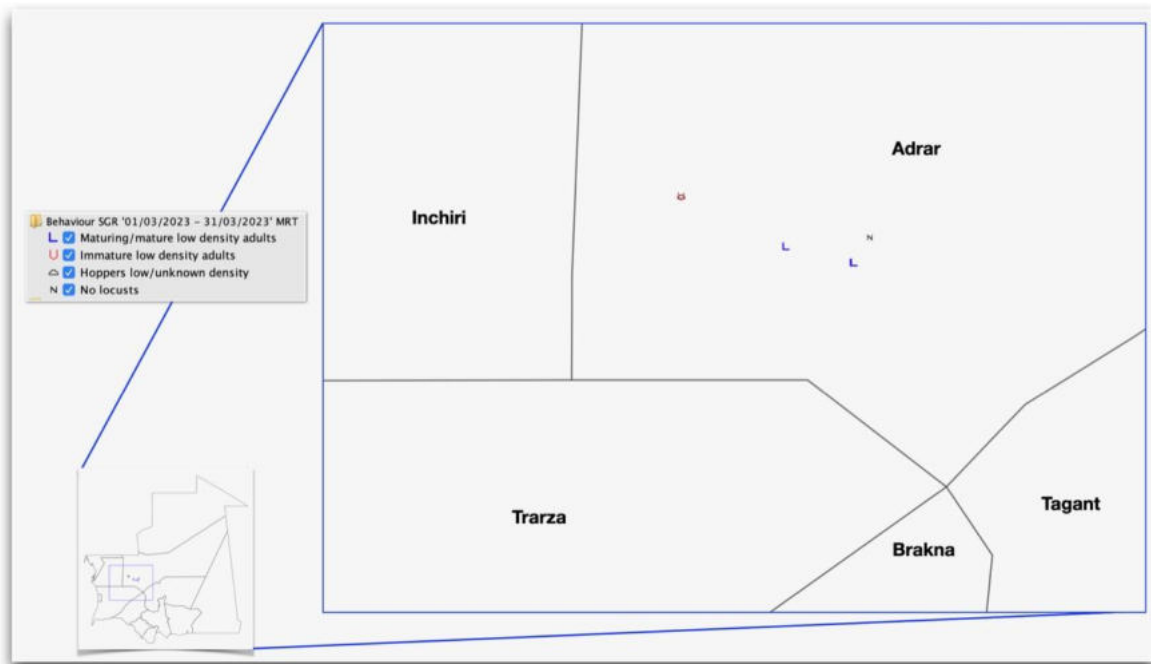 Adrar
Inchiri
Behaviour SGR '01/03/2023 - 31/03/2023' MRT
L Maturing/mature low density adults
U Immature low density adults
Hoppers low/unknown density
N No locusts
N
L
L
Trarza
Tagant
Brakna